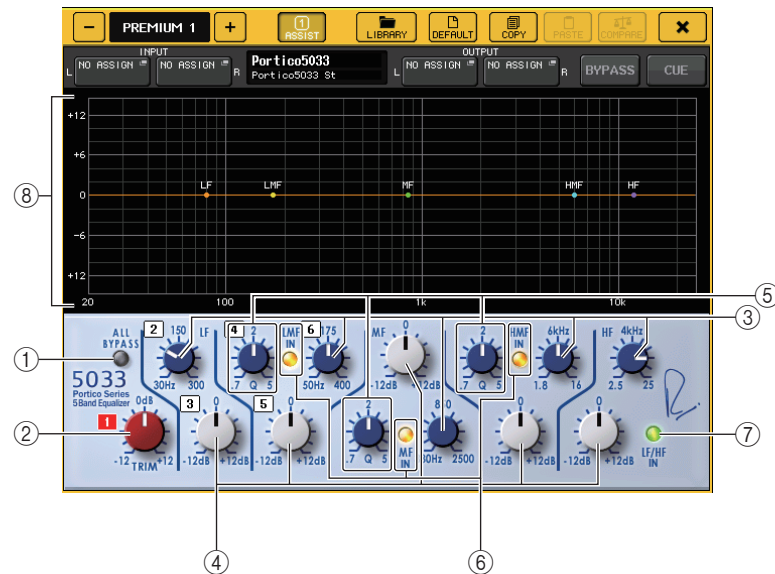 − PREMIUM 1 + 1 ASSIST LIBRARY DEFAULT COPY PASTE COMPARE ×
INPUT OUTPUT
L NO ASSIGN NO ASSIGN R Portico5033 L NO ASSIGN NO ASSIGN R BYPASS CUE
Portico5033 St
+12
+6
LF LMF MF HMF HF
0
−6
+12
20 100 1k 10k
⑧
⑤
③
①
②
④
⑥
⑦
ALL BYPASS
5033
Portico Series
5Band Equalizer
1 0dB
-12 +12
TRIM
2 150 LF
30Hz 300
3 0
-12dB +12dB
4 2
.7 Q 5
LMF IN
6 175
50Hz 400
5 0
-12dB +12dB
MF 0
-12dB +12dB
2
.7 Q 5
MF IN
2500
2
.7 Q 5
HMF IN
6kHz
1.8 16
0
-12dB +12dB
HF 4kHz
2.5 25
0
-12dB +12dB
LF/HF IN